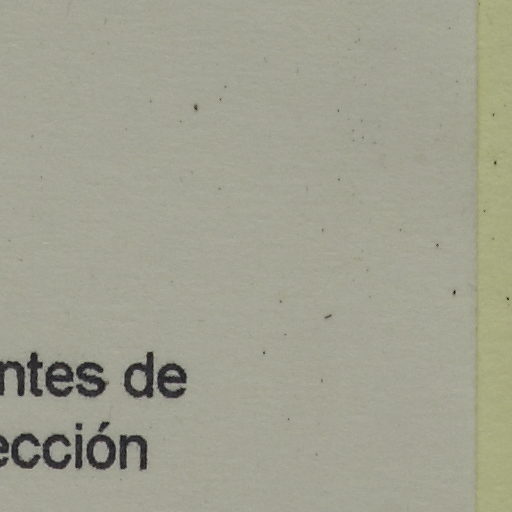 ntes de
ección